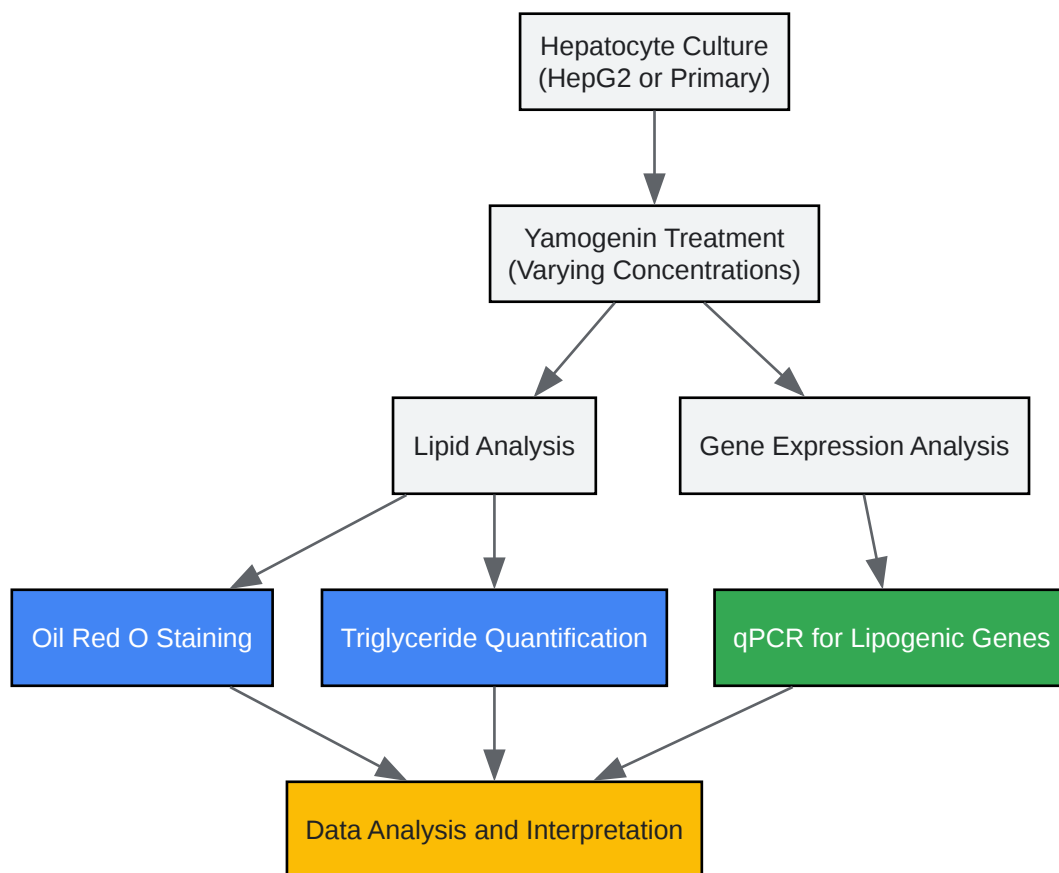 Hepatocyte Culture
(HepG2 or Primary)
Yamogenin Treatment
(Varying Concentrations)
Lipid Analysis
Gene Expression Analysis
Oil Red O Staining
Triglyceride Quantification
qPCR for Lipogenic Genes
Data Analysis and Interpretation